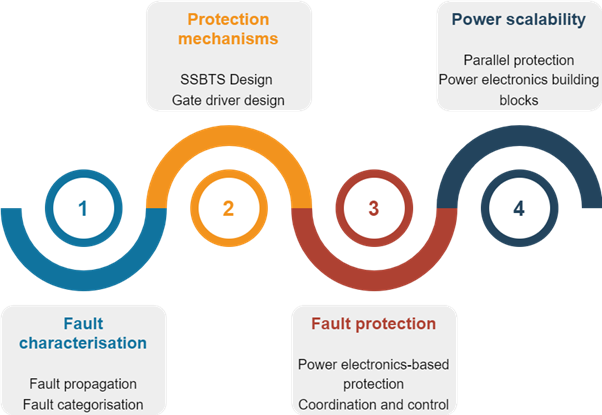 Protection
mechanisms
SSBTS Design
Gate driver design
Power scalability
Parallel protection
Power electronics building
blocks
1
2
3
4
Fault
characterisation
Fault propagation
Fault categorisation
Fault protection
Power electronics-based
protection
Coordination and control